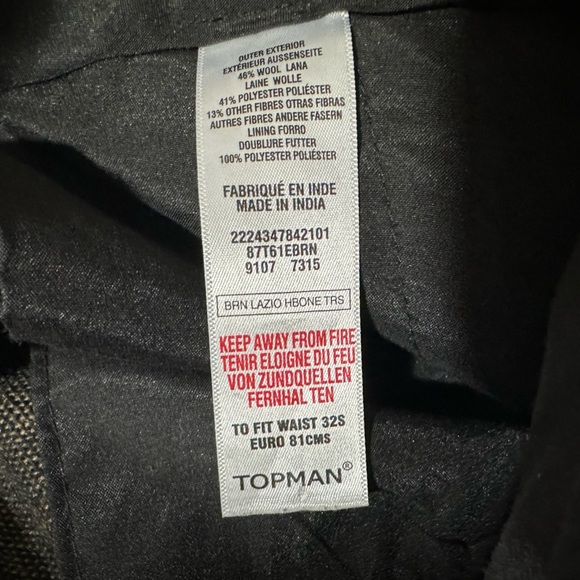 OUTER EXTERIOR
EXTÉRIEUR AUSSENSEITE
46% WOOL LANA
LAINE WOLLE
41% POLYESTER POLIÉSTER
13% OTHER FIBRES OTRAS FIBRAS
AUTRES FIBRES ANDERE FASERN
LINING FORRO
DOUBLURE FUTTER
100% POLYESTER POLIÉSTER
FABRIQUÉ EN INDE
MADE IN INDIA
2224347842101
87T61EBRN
9107 7315
BRN LAZIO HBONE TRS
KEEP AWAY FROM FIRE
TENIR ELOIGNE DU FEU
VON ZUNDQUELLEN
FERNHAL TEN
TO FIT WAIST 32S
EURO 81CMS
TOPMAN®